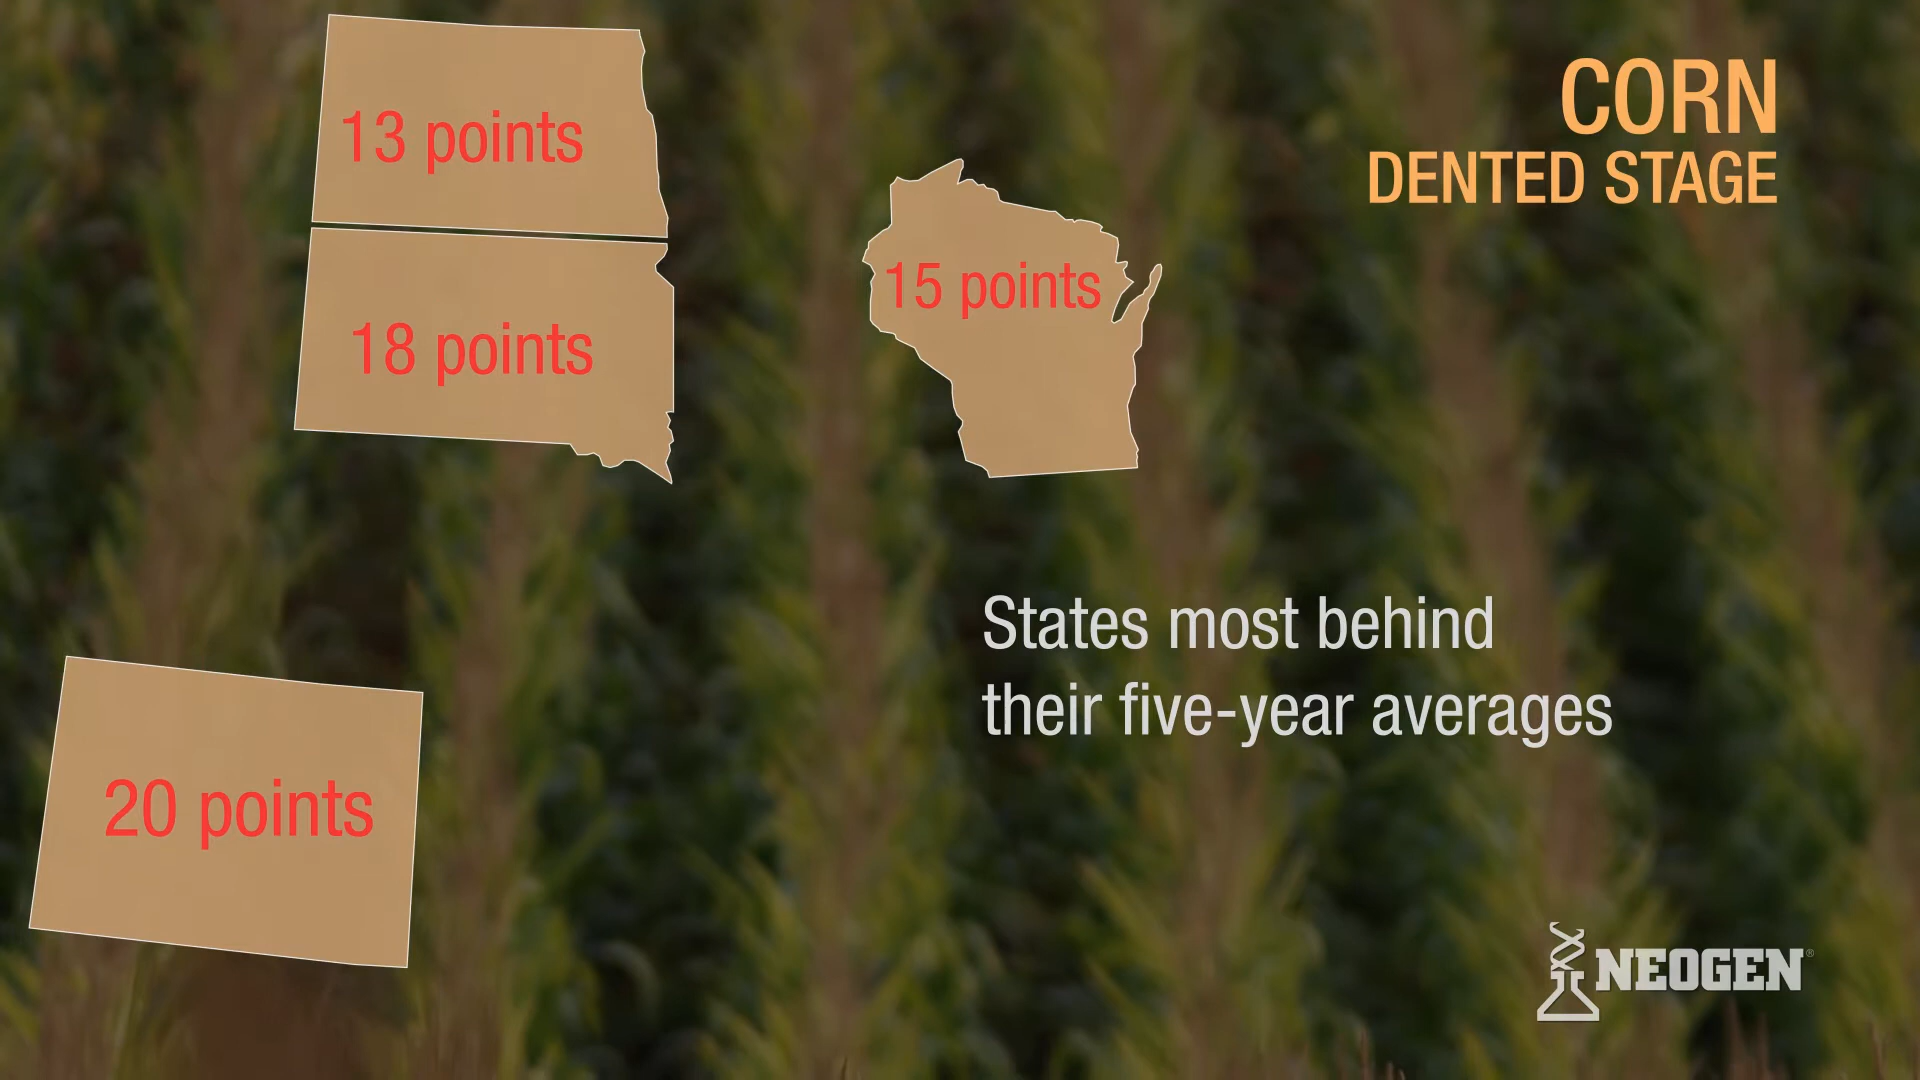 CORN
DENTED STAGE
13 points
18 points
15 points
20 points
States most behind
their five-year averages
NEOGEN®